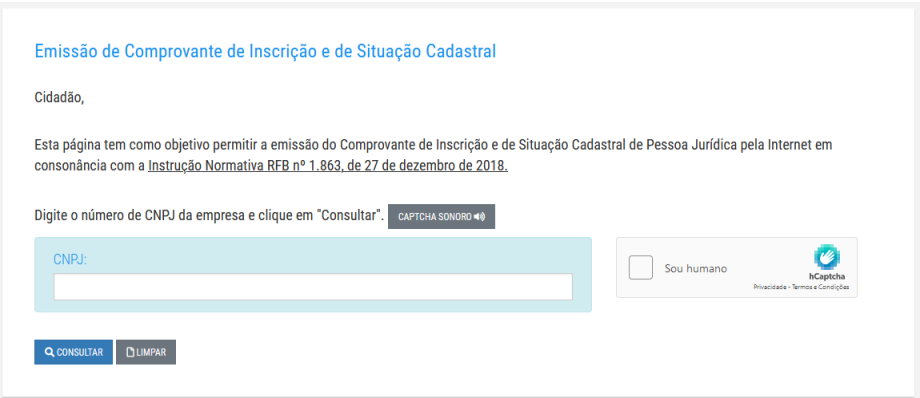 Emissão de Comprovante de Inscrição e de Situação Cadastral
Cidadão,
Esta página tem como objetivo permitir a emissão do Comprovante de Inscrição e de Situação Cadastral de Pessoa Jurídica pela Internet em
consonância com a Instrução Normativa RFB nº 1.863, de 27 de dezembro de 2018.
Digite o número de CNPJ da empresa e clique em "Consultar". CAPTCHA SONORO
CNPJ:
Sou humano
hCaptcha
Privacidade - Termos e Condições
CONSULTAR LIMPAR